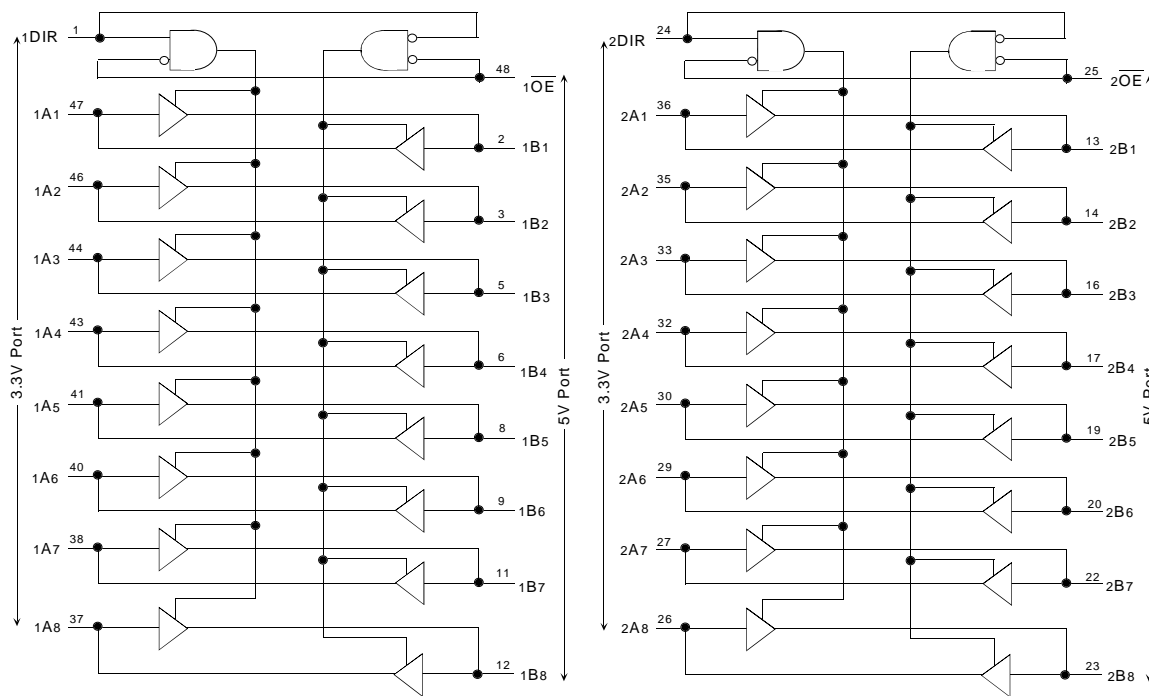 1DIR 1
48 1OE
1A1 47
2 1B1
1A2 46
3 1B2
1A3 44
5 1B3
1A4 43
6 1B4
1A5 41
8 1B5
1A6 40
9 1B6
1A7 38
11 1B7
1A8 37
12 1B8
3.3V Port
5V Port
2DIR 24
25 2OE
2A1 36
13 2B1
2A2 35
14 2B2
2A3 33
16 2B3
2A4 32
17 2B4
2A5 30
19 2B5
2A6 29
20 2B6
2A7 27
22 2B7
2A8 26
23 2B8
3.3V Port
5V Port